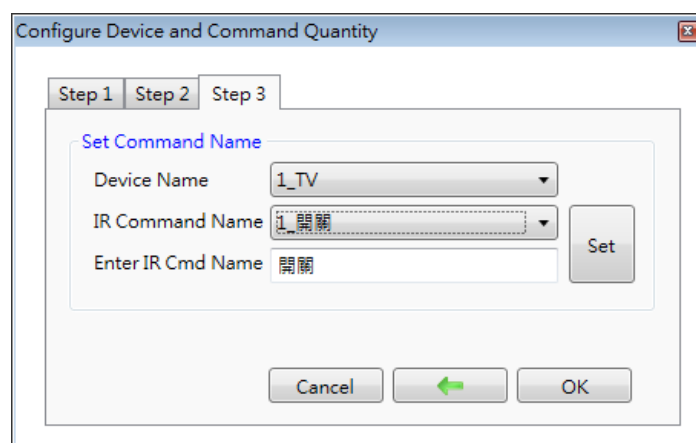 Configure Device and Command Quantity
Step 1 Step 2 Step 3
Set Command Name
Device Name 1_TV
IR Command Name 1_開關
Enter IR Cmd Name 開關
Set
Cancel OK